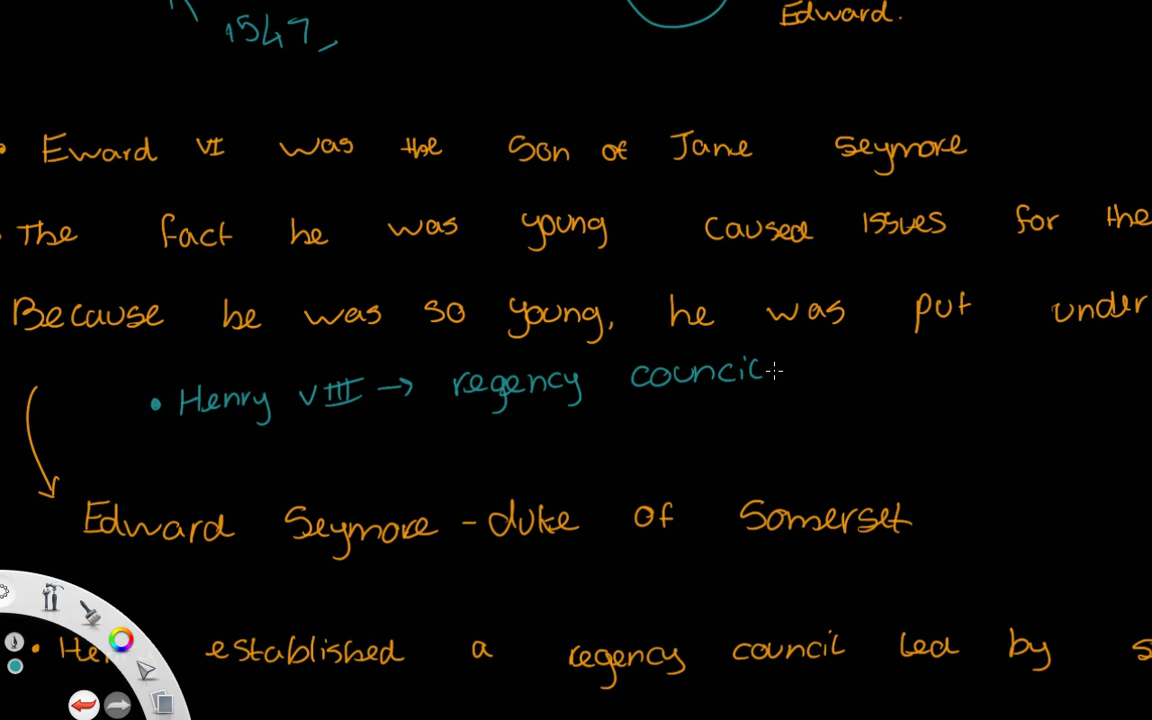 1547
Edward.
• Eward VI was the son of Jane Seymore
• The fact he was young caused issues for the
Because he was so young, he was put under
• Henry VIII → regency council
Edward Seymore - duke of Somerset
• established a regency council led by